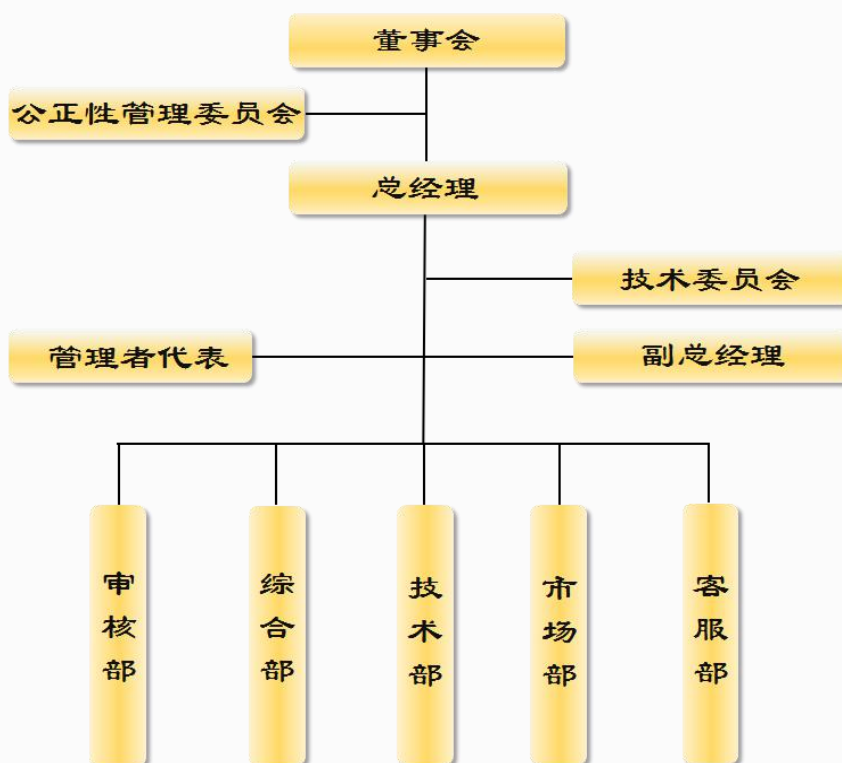 董事会
公正性管理委员会
总经理
技术委员会
管理者代表
副总经理
审核部
综合部
技术部
市场部
客服部